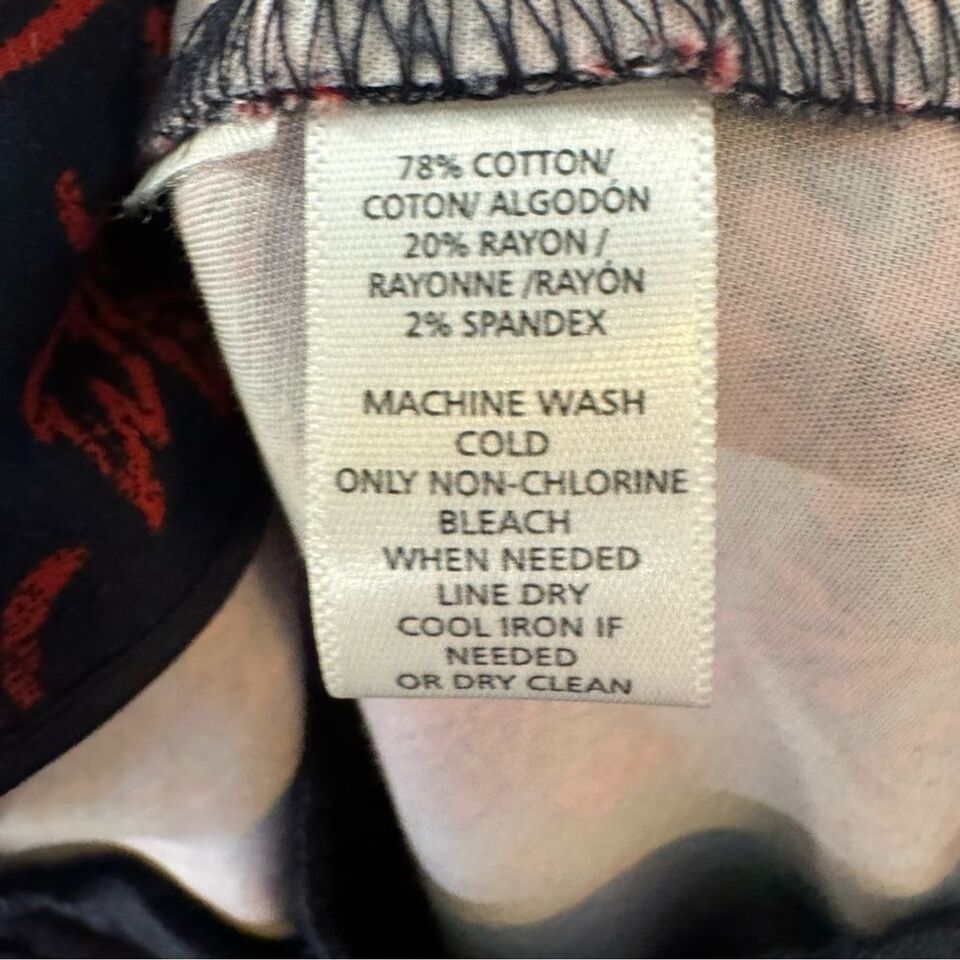 78% COTTON/
COTON/ ALGODÓN
20% RAYON /
RAYONNE /RAYÓN
2% SPANDEX
MACHINE WASH
COLD
ONLY NON-CHLORINE
BLEACH
WHEN NEEDED
LINE DRY
COOL IRON IF
NEEDED
OR DRY CLEAN